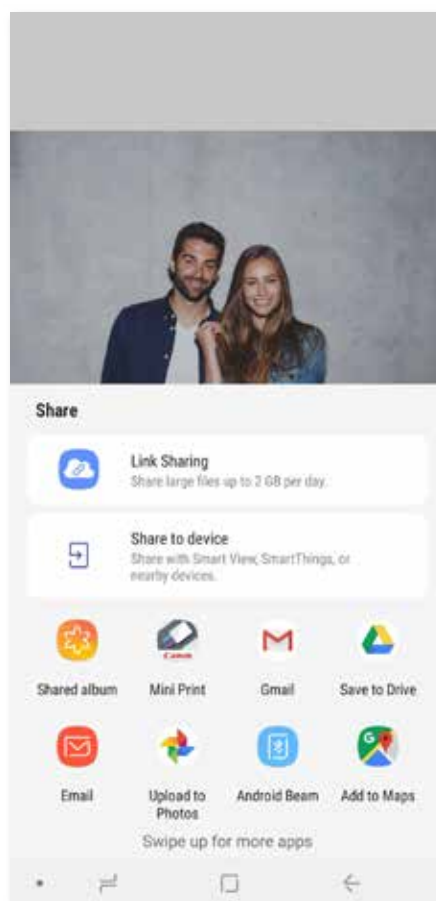 Share
Link Sharing
Share large files up to 2 GB per day.
Share to device
Share with Smart View, SmartThings, or
nearby devices.
Shared album
Mini Print
Gmail
Save to Drive
Canon
Email
Upload to
Photos
Android Beam
Add to Maps
G
Swipe up for more apps